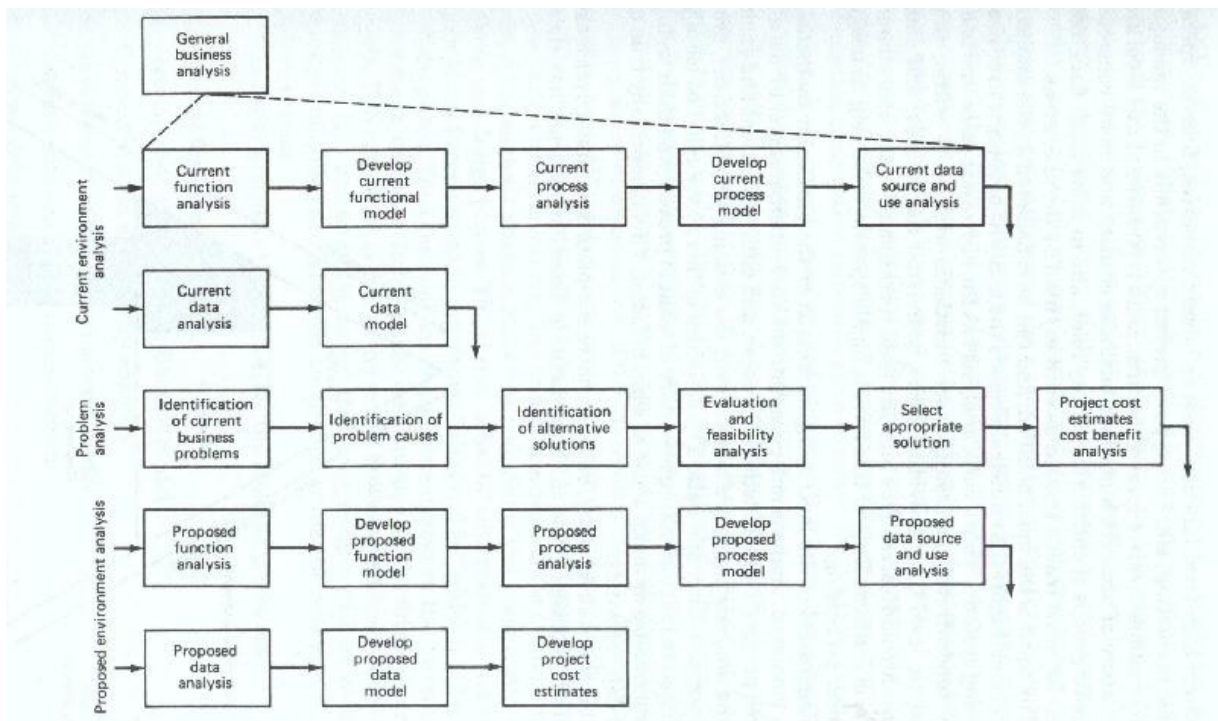 General
business
analysis
Current
function
analysis
Develop
current
functional
model
Current
process
analysis
Develop
current
process
model
Current data
source and
use analysis
Current environment
analysis
Current
data
analysis
Current
data
model
Problem
analysis
Identification
of current
business
problems
Identification of
problem causes
Identification
of alternative
solutions
Evaluation
and
feasibility
analysis
Select
appropriate
solution
Project cost
estimates
cost benefit
analysis
Proposed environment analysis
Proposed
function
analysis
Develop
proposed
function
model
Proposed
process
analysis
Develop
proposed
process
model
Proposed
data source
and use
analysis
Proposed
data
analysis
Develop
proposed
data
model
Develop
project
cost
estimates